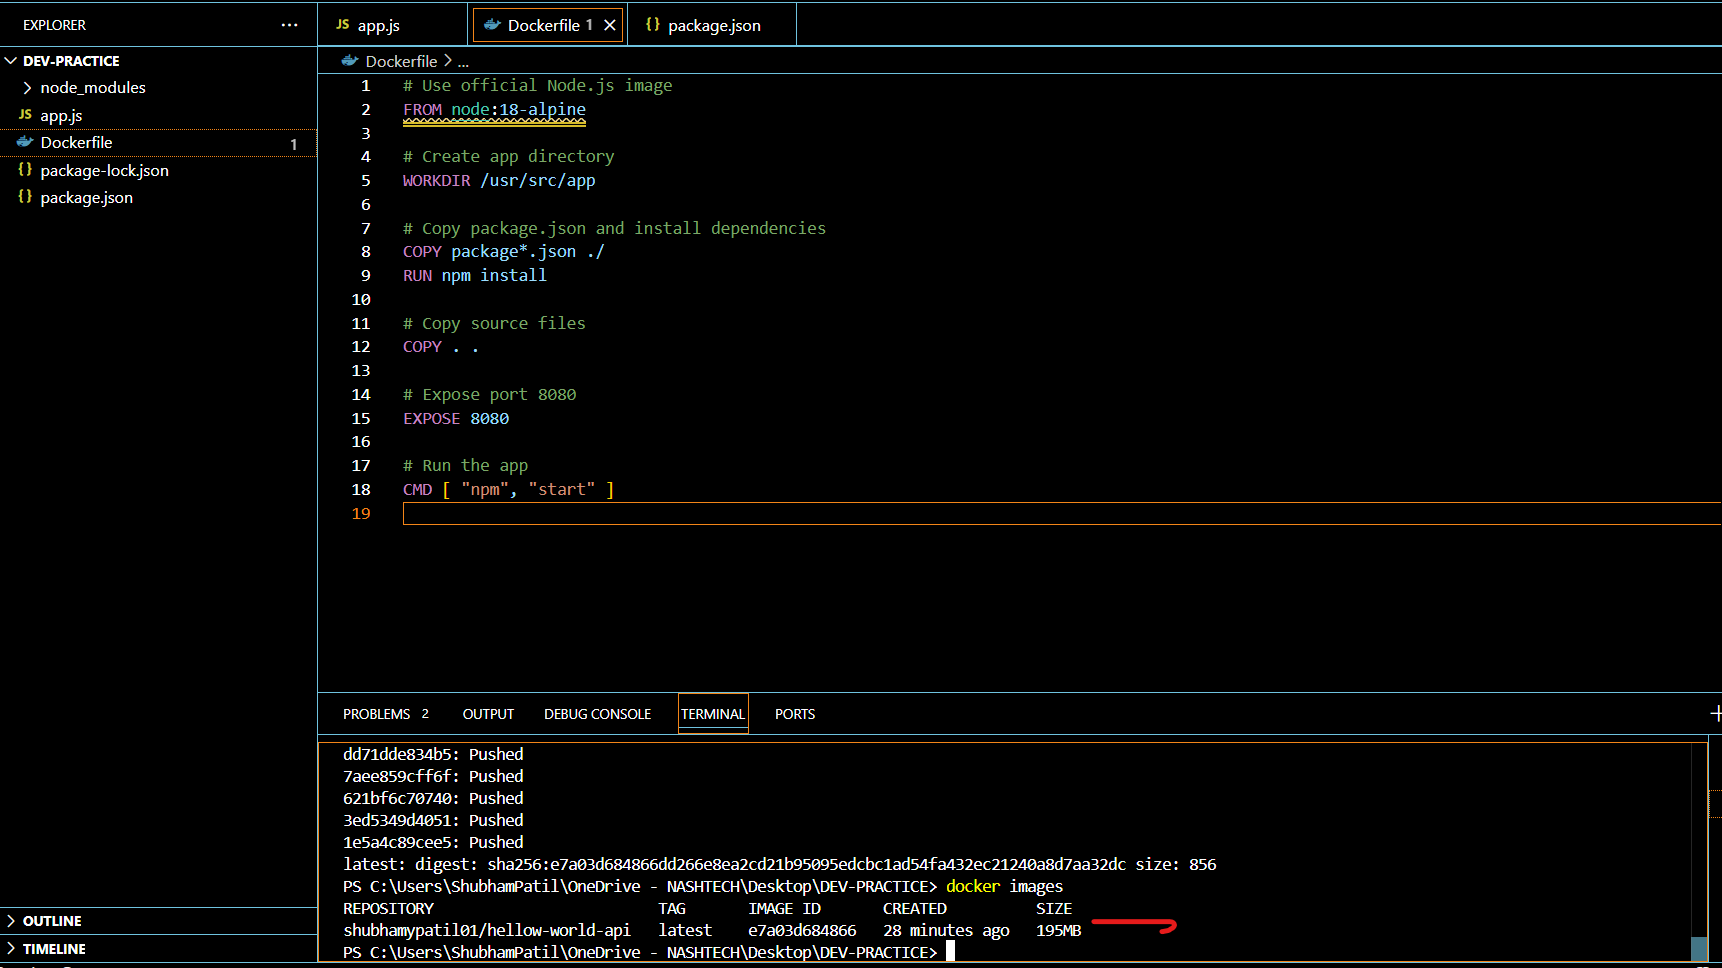 EXPLORER ···
DEV-PRACTICE
node_modules
JS app.js
Dockerfile 1
{} package-lock.json
{} package.json
OUTLINE
TIMELINE
JS app.js
Dockerfile 1
{} package.json
Dockerfile > ...
1 # Use official Node.js image
2 FROM node:18-alpine
3
4 # Create app directory
5 WORKDIR /usr/src/app
6
7 # Copy package.json and install dependencies
8 COPY package*.json ./
9 RUN npm install
10
11 # Copy source files
12 COPY . .
13
14 # Expose port 8080
15 EXPOSE 8080
16
17 # Run the app
18 CMD [ "npm", "start" ]
19
PROBLEMS 2 OUTPUT DEBUG CONSOLE TERMINAL PORTS
dd71dde834b5: Pushed
7aee859cff6f: Pushed
621bf6c70740: Pushed
3ed5349d4051: Pushed
1e5a4c89cee5: Pushed
latest: digest: sha256:e7a03d684866dd266e8ea2cd21b95095edcbc1ad54fa432ec21240a8d7aa32dc size: 856
PS C:\Users\ShubhamPatil\OneDrive - NASHTECH\Desktop\DEV-PRACTICE> docker images
REPOSITORY TAG IMAGE ID CREATED SIZE
shubhamypatil01/hellow-world-api latest e7a03d684866 28 minutes ago 195MB
PS C:\Users\ShubhamPatil\OneDrive - NASHTECH\Desktop\DEV-PRACTICE>